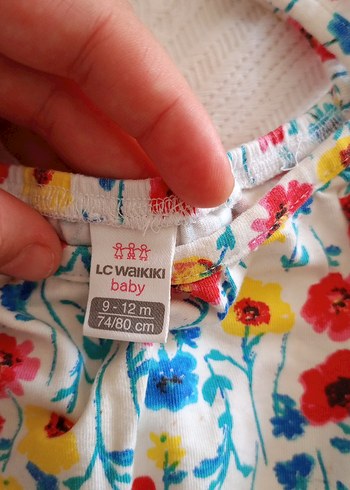 LC WAIKIKI
baby
9 - 12 m
74/80 cm